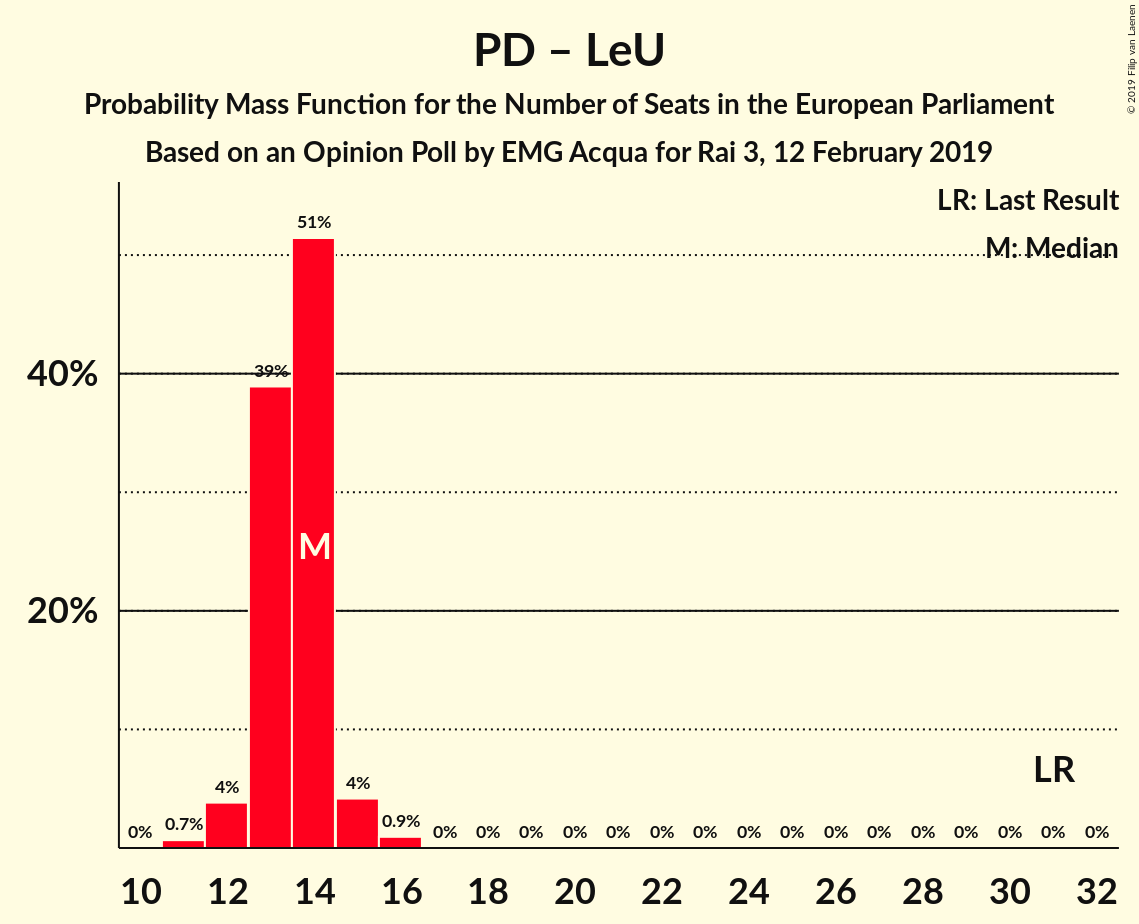 PD – LeU
Probability Mass Function for the Number of Seats in the European Parliament
Based on an Opinion Poll by EMG Acqua for Rai 3, 12 February 2019
© 2019 Filip van Laenen
LR: Last Result
M: Median
51%
40%
39%
M
20%
LR
0% 0.7% 4% 4% 0.9% 0% 0% 0% 0% 0% 0% 0% 0% 0% 0% 0% 0% 0% 0% 0% 0%
10 12 14 16 18 20 22 24 26 28 30 32